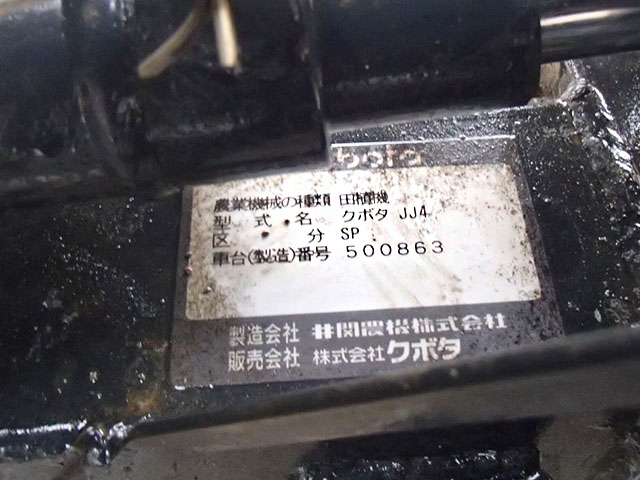 bota
農業機械の種類 田植機
型式名 クボタ JJ4
区分 SP
車台(製造)番号 500863
製造会社 井関農機株式会社
販売会社 株式会社クボタ